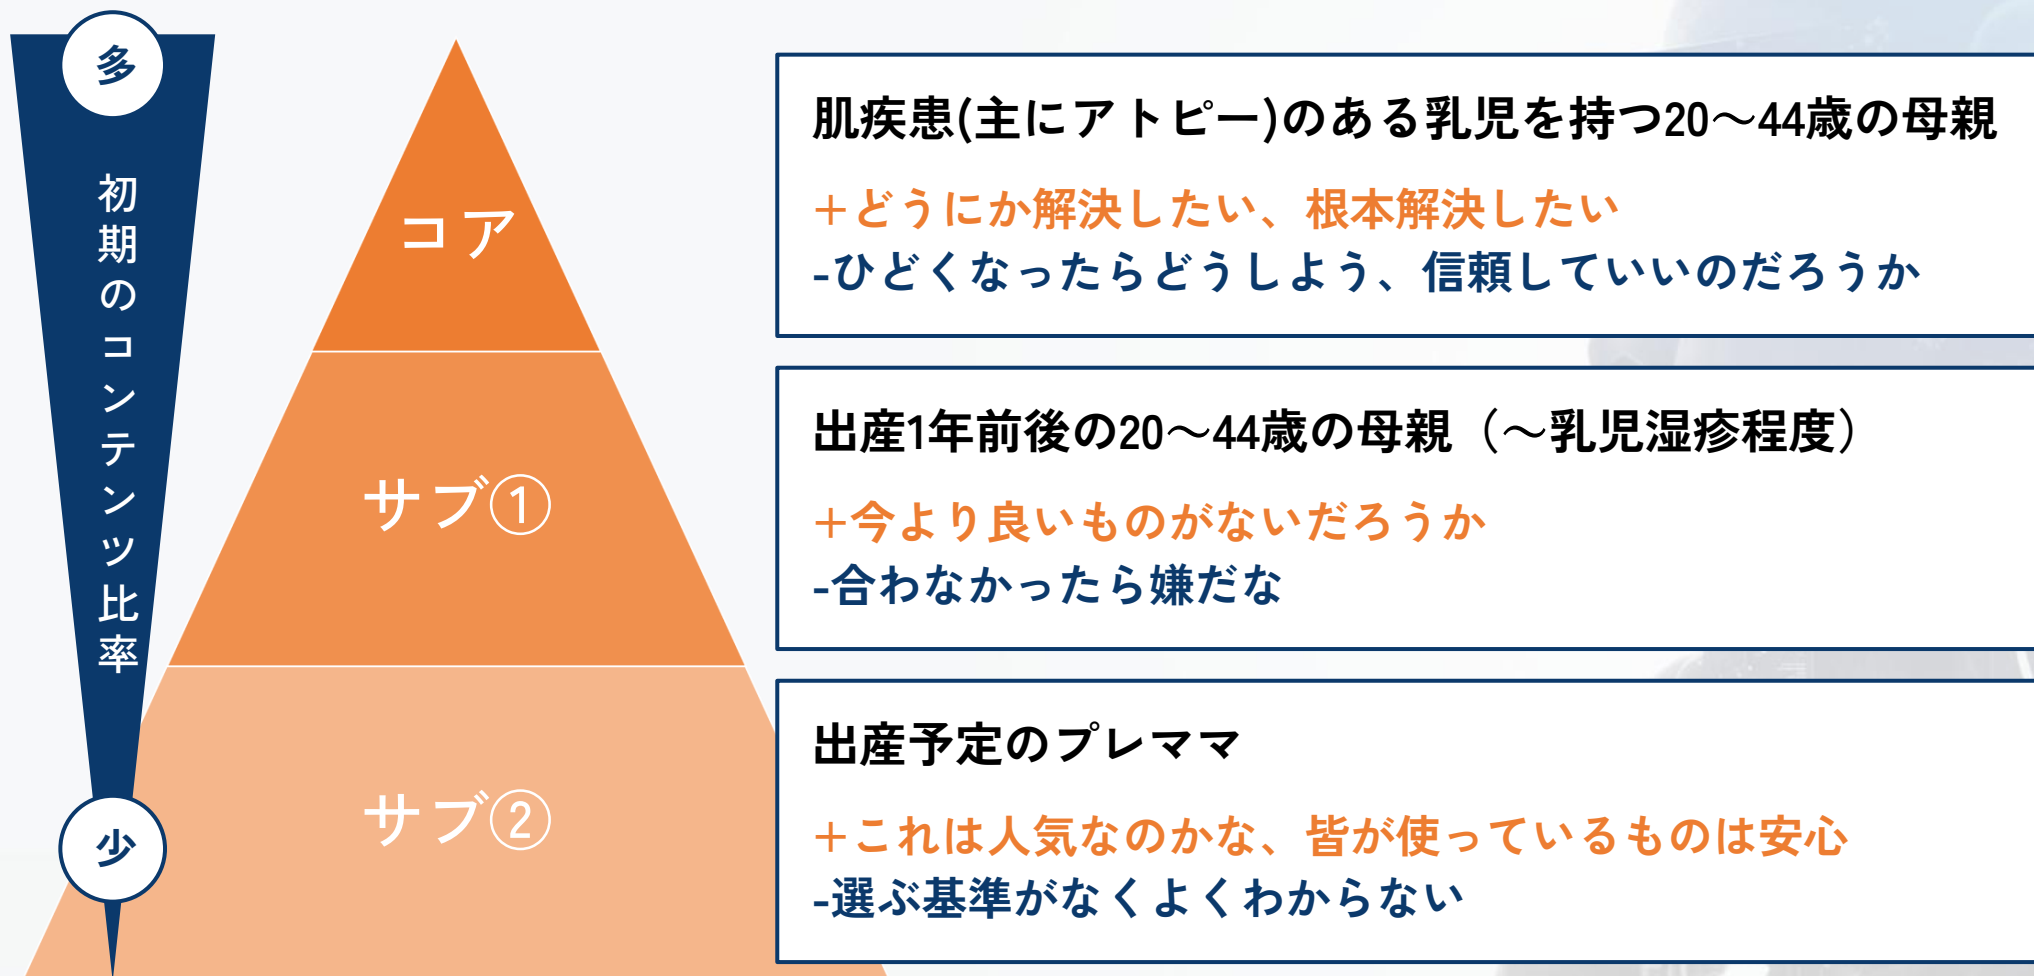 多
初期のコンテンツ比率
少
コア
肌疾患(主にアトピー)のある乳児を持つ20〜44歳の母親
+どうにか解決したい、根本解決したい
-ひどくなったらどうしよう、信頼していいのだろうか
サブ①
出産1年前後の20〜44歳の母親（〜乳児湿疹程度）
+今より良いものがないだろうか
-合わなかったら嫌だな
サブ②
出産予定のプレママ
+これは人気なのかな、皆が使っているものは安心
-選ぶ基準がなくよくわからない